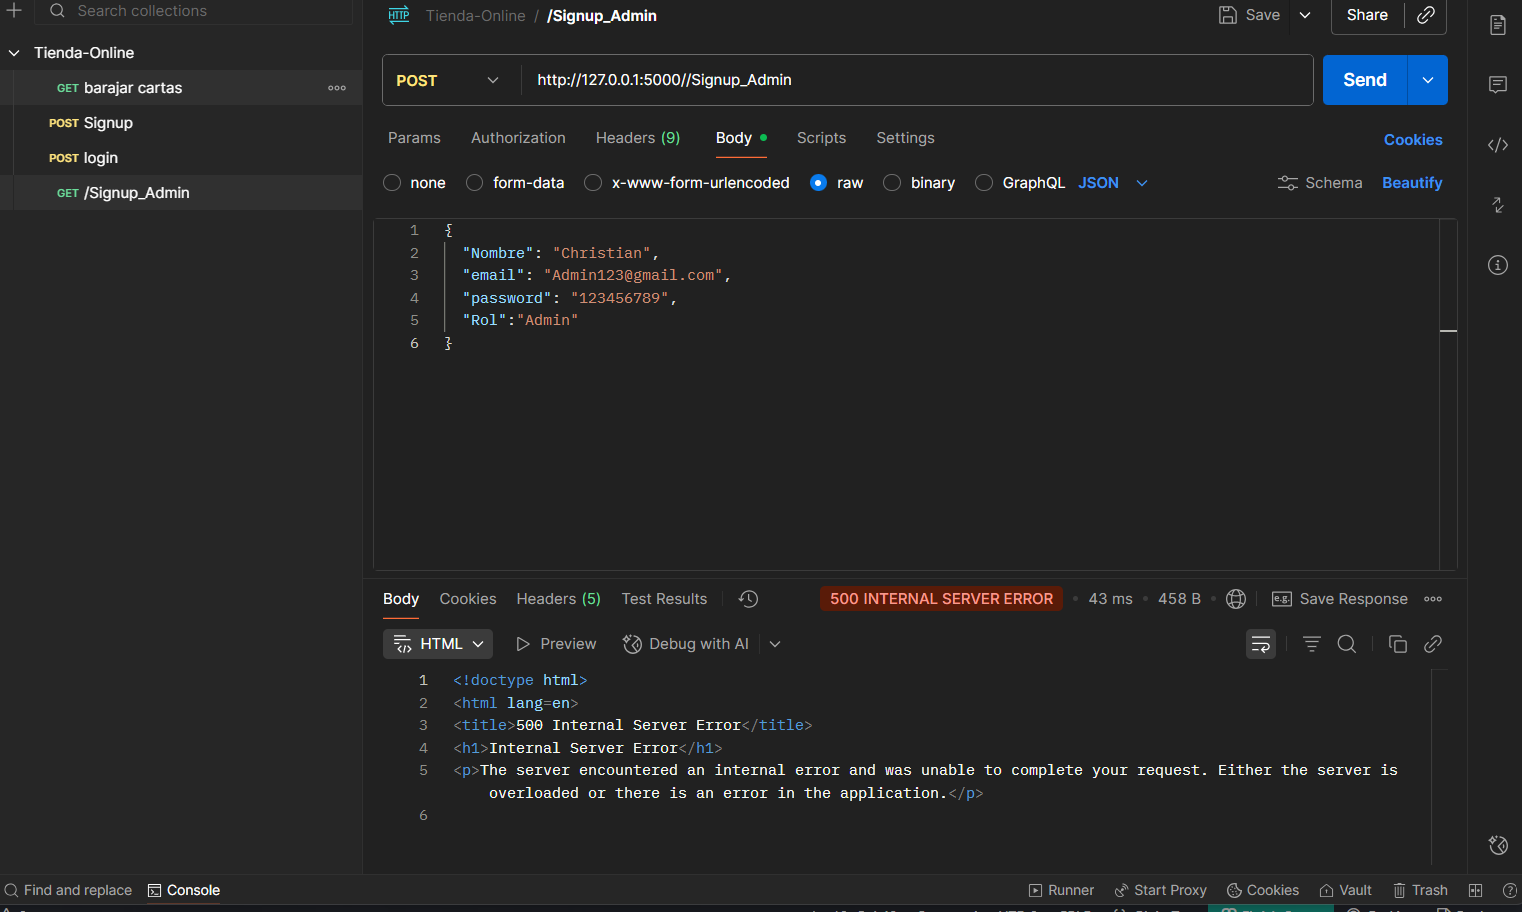 Search collections
Tienda-Online
GET barajar cartas
POST Signup
POST login
GET /Signup_Admin
HTTP Tienda-Online / /Signup_Admin
Save
Share
POST
http://127.0.0.1:5000//Signup_Admin
Send
Params Authorization Headers (9) Body Scripts Settings
Cookies
none form-data x-www-form-urlencoded raw binary GraphQL JSON
Schema Beautify
1 {
2 "Nombre": "Christian",
3 "email": "Admin123@gmail.com",
4 "password": "123456789",
5 "Rol":"Admin"
6 }
Body Cookies Headers (5) Test Results
500 INTERNAL SERVER ERROR • 43 ms • 458 B
e.g. Save Response
HTML Preview Debug with AI
1 <!doctype html>
2 <html lang=en>
3 <title>500 Internal Server Error</title>
4 <h1>Internal Server Error</h1>
5 <p>The server encountered an internal error and was unable to complete your request. Either the server is
overloaded or there is an error in the application.</p>
6
Find and replace Console
Runner Start Proxy Cookies Vault Trash